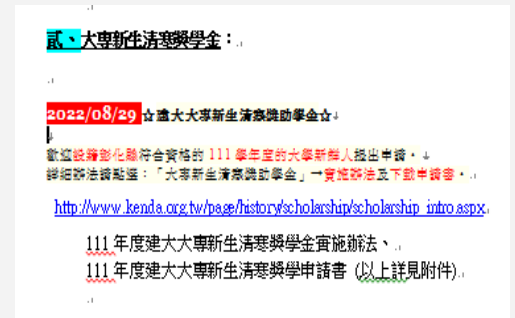 貳、大專新生清寒獎學金：
2022/08/29 ☆建大大專新生清寒獎助學金☆
歡迎設籍彰化縣符合資格的 111 學年度的大學新鮮人提出申請。
詳細辦法請點選：「大專新生清寒獎助學金」→實施辦法及下載申請書。
http://www.kenda.org.tw/page/history/scholarship/scholarship_intro.aspx
111 年度建大大專新生清寒獎學金實施辦法、
111 年度建大大專新生清寒獎學申請書 (以上詳見附件)